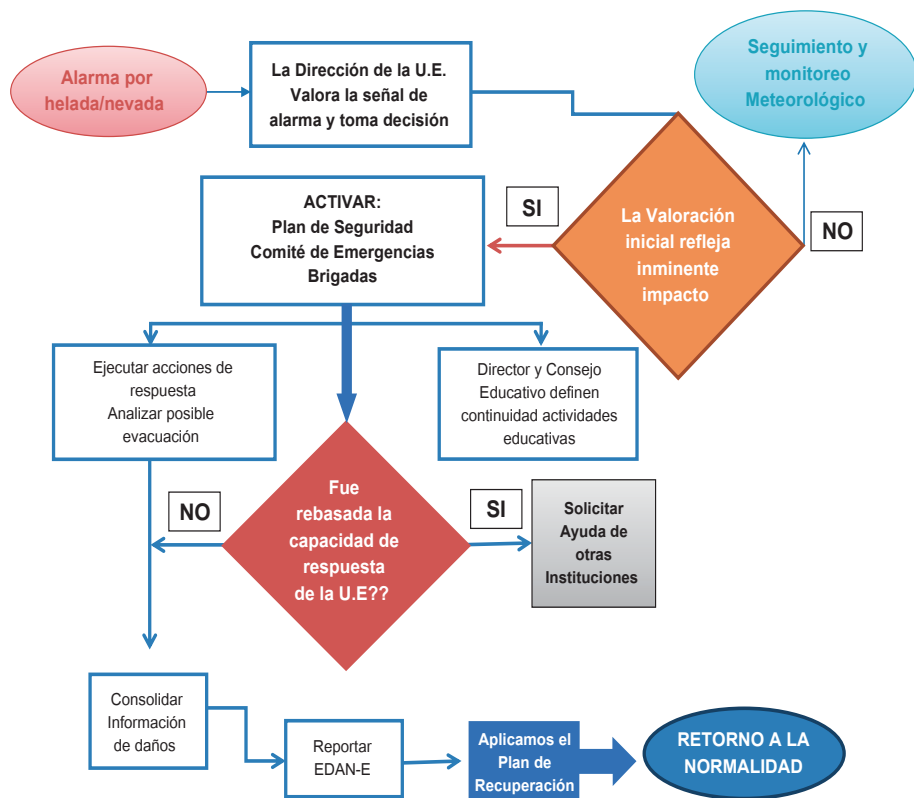 Alarma por
helada/nevada
La Dirección de la U.E.
Valora la señal de
alarma y toma decisión
Seguimiento y
monitoreo
Meteorológico
ACTIVAR:
Plan de Seguridad
Comité de Emergencias
Brigadas
SI
La Valoración
inicial refleja
inminente
impacto
NO
Ejecutar acciones de
respuesta
Analizar posible
evacuación
Director y Consejo
Educativo definen
continuidad actividades
educativas
NO
Fue
rebasada la
capacidad de
respuesta
de la U.E??
SI
Solicitar
Ayuda de
otras
Instituciones
Consolidar
Información
de daños
Reportar
EDAN-E
Aplicamos el
Plan de
Recuperación
RETORNO A LA
NORMALIDAD